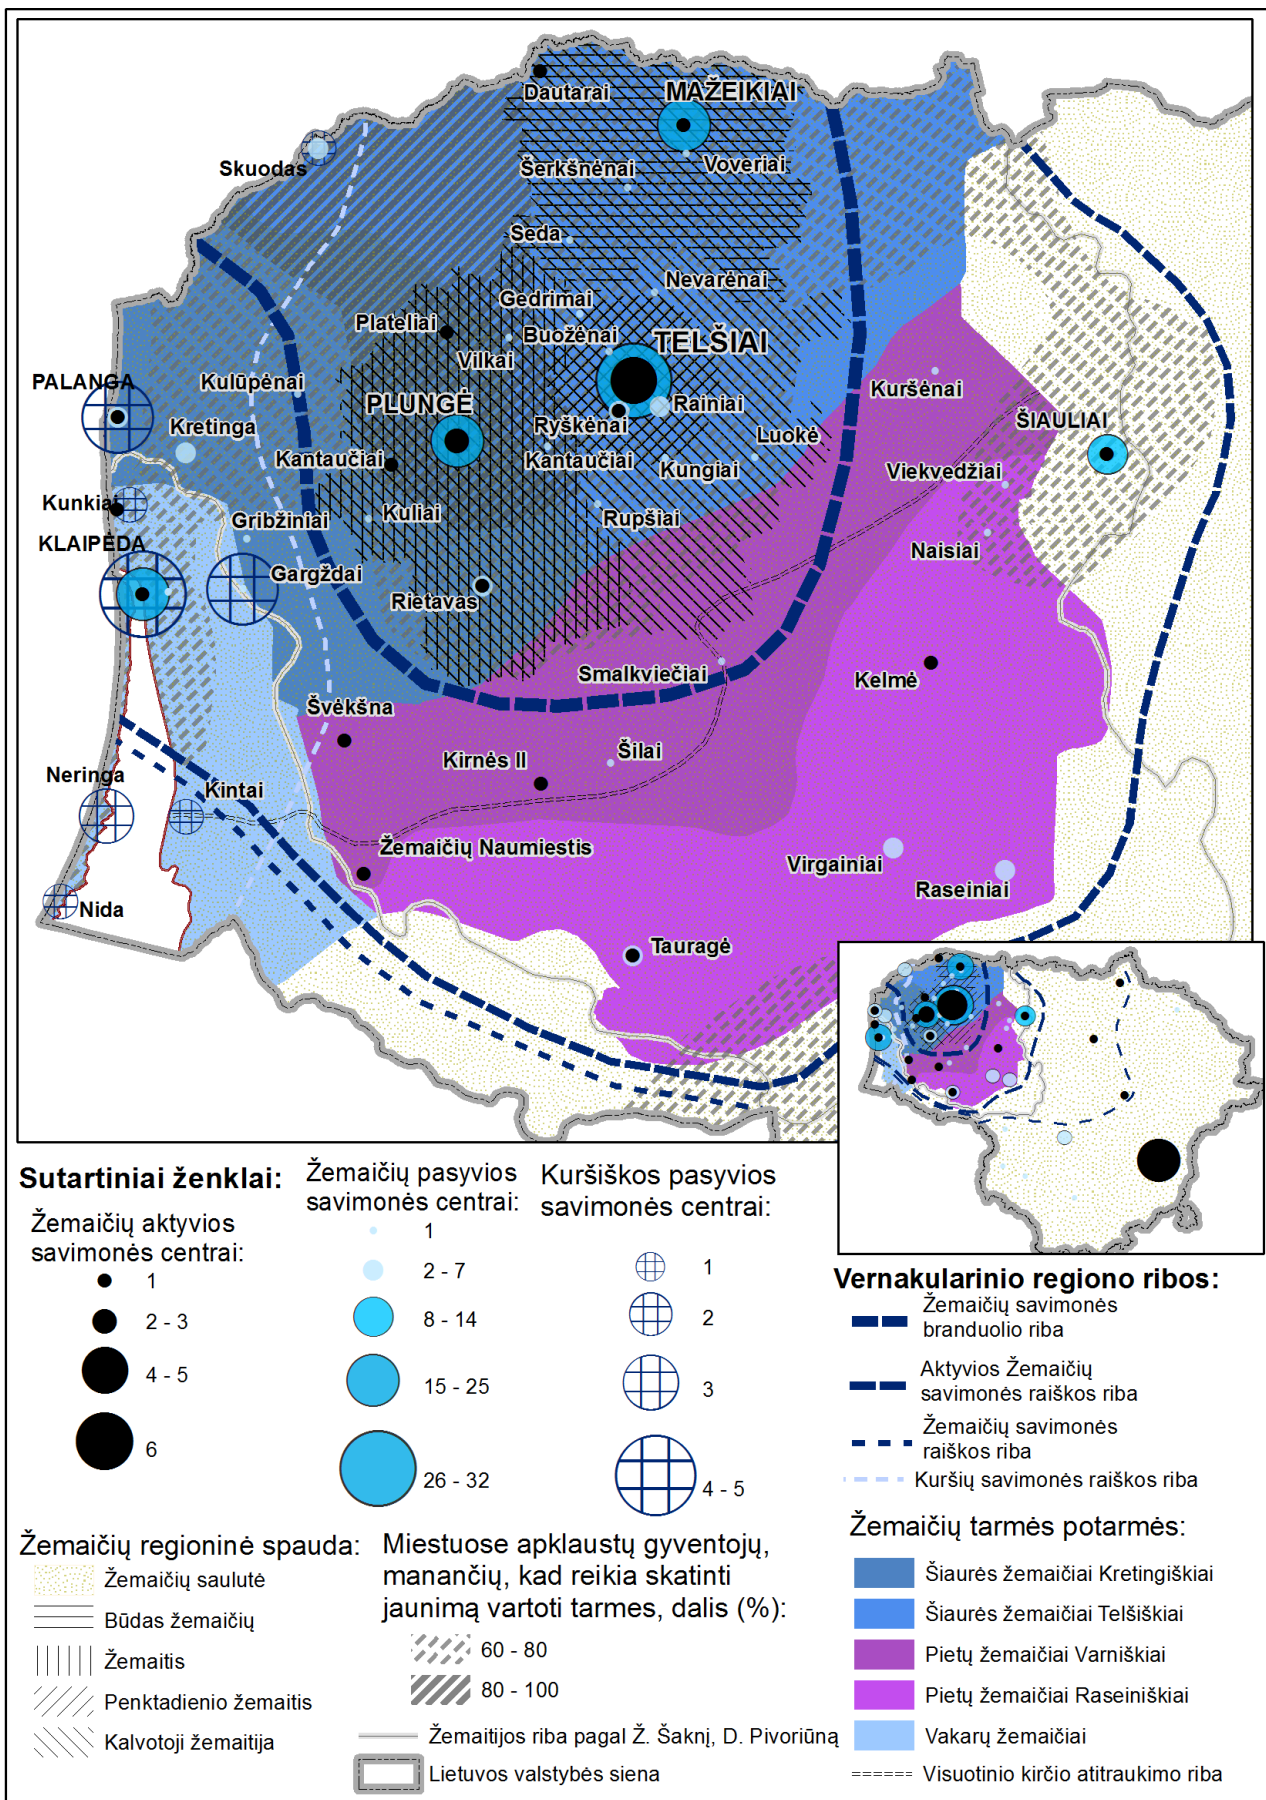 Dautarai
MAŽEIKIAI
Skuodas
Šerkšnėnai
Voveriai
Seda
Nevarėnai
Gedrimai
Plateliai
Buožėnai
TELŠIAI
Vilkai
PALANGA
Kulūpėnai
PLUNGĖ
Kuršėnai
Rainiai
Kretinga
Ryškėnai
Luokė
ŠIAULIAI
Kantaučiai
Kantaučiai
Kungiai
Viekvedžiai
Kunkiai
Gribžiniai
Kuliai
Rupšiai
KLAIPĖDA
Naisiai
Gargždai
Rietavas
Smalkviečiai
Kelmė
Švėkšna
Kirnės II
Šilai
Neringa
Kintai
Žemaičių Naumiestis
Virgainiai
Raseiniai
Nida
Tauragė
Sutartiniai ženklai:
Žemaičių aktyvios
savimonės centrai:
1
2 - 3
4 - 5
6
Žemaičių pasyvios
savimonės centrai:
1
2 - 7
8 - 14
15 - 25
26 - 32
Kuršiškos pasyvios
savimonės centrai:
1
2
3
4 - 5
Vernakularinio regiono ribos:
Žemaičių savimonės
branduolio riba
Aktyvios Žemaičių
savimonės raiškos riba
Žemaičių savimonės
raiškos riba
Kuršių savimonės raiškos riba
Žemaičių regioninė spauda:
Žemaičių saulutė
Būdas žemaičių
Žemaitis
Penktadienio žemaitis
Kalvotoji žemaitija
Miestuose apklaustų gyventojų,
manančių, kad reikia skatinti
jaunimą vartoti tarmes, dalis (%):
60 - 80
80 - 100
Žemaitijos riba pagal Ž. Šaknį, D. Pivoriūną
Lietuvos valstybės siena
Žemaičių tarmės potarmės:
Šiaurės žemaičiai Kretingiškiai
Šiaurės žemaičiai Telšiškiai
Pietų žemaičiai Varniškiai
Pietų žemaičiai Raseiniškiai
Vakarų žemaičiai
Visuotinio kirčio atitraukimo riba